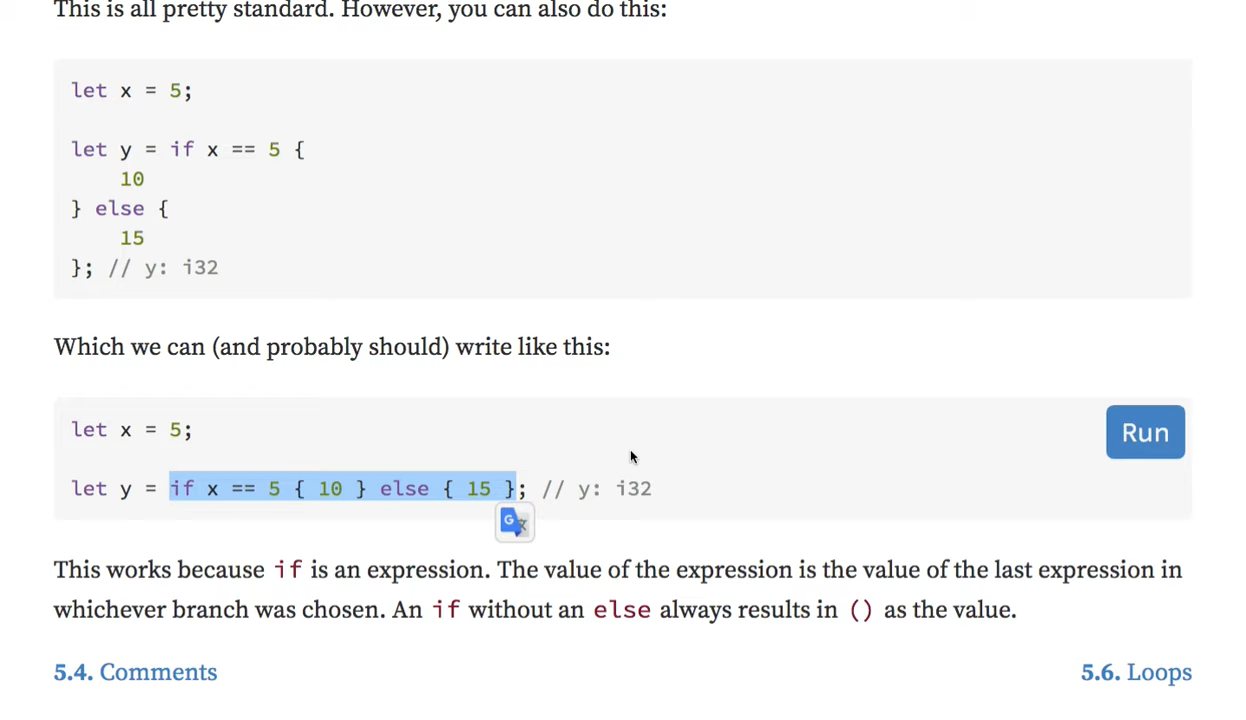 This is all pretty standard. However, you can also do this:
let x = 5;
let y = if x == 5 {
    10
} else {
    15
}; // y: i32
Which we can (and probably should) write like this:
let x = 5;
Run
let y = if x == 5 { 10 } else { 15 }; // y: i32
G
This works because if is an expression. The value of the expression is the value of the last expression in
whichever branch was chosen. An if without an else always results in () as the value.
5.4. Comments
5.6. Loops